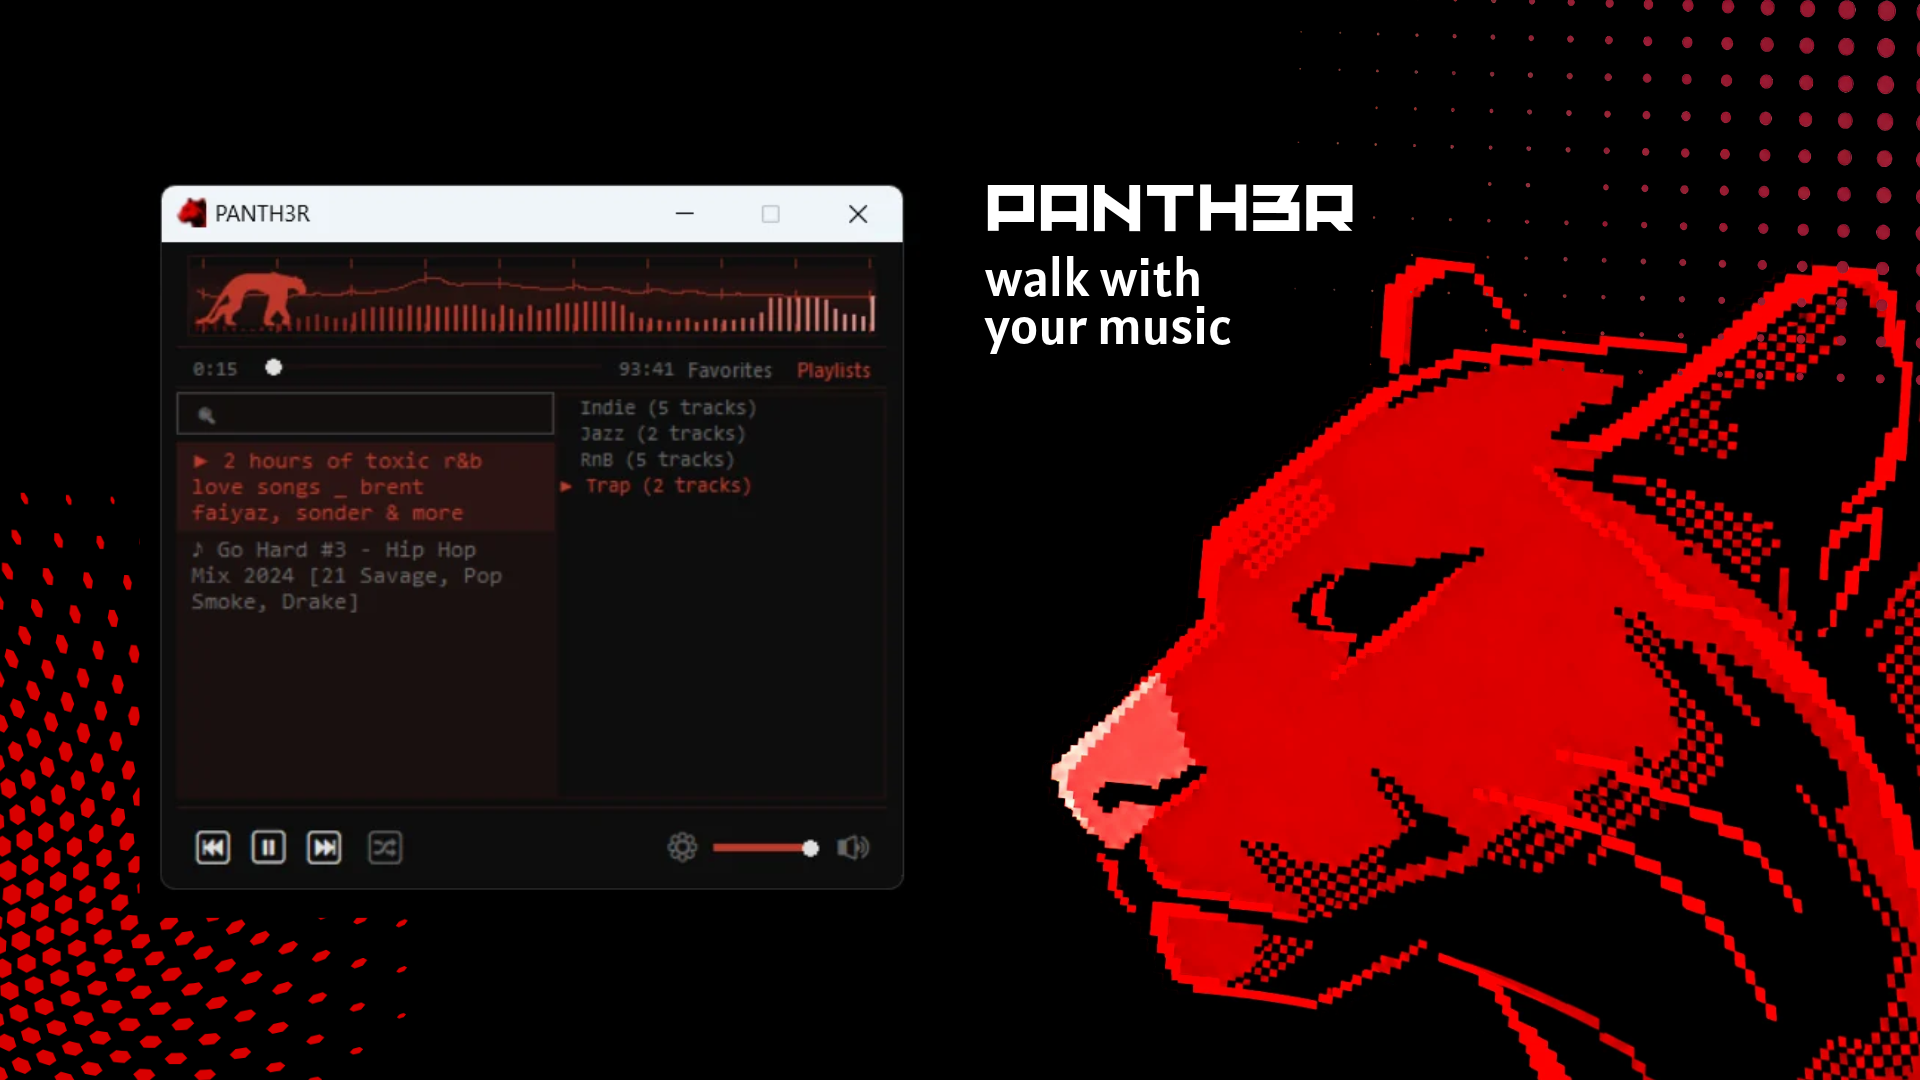 PANTH3R
0:15
93:41
Favorites
Playlists
▶ 2 hours of toxic r&b
love songs _ brent
faiyaz, sonder & more
♪ Go Hard #3 - Hip Hop
Mix 2024 [21 Savage, Pop
Smoke, Drake]
Indie (5 tracks)
Jazz (2 tracks)
RnB (5 tracks)
▶ Trap (2 tracks)
PANTH3R
walk with
your music